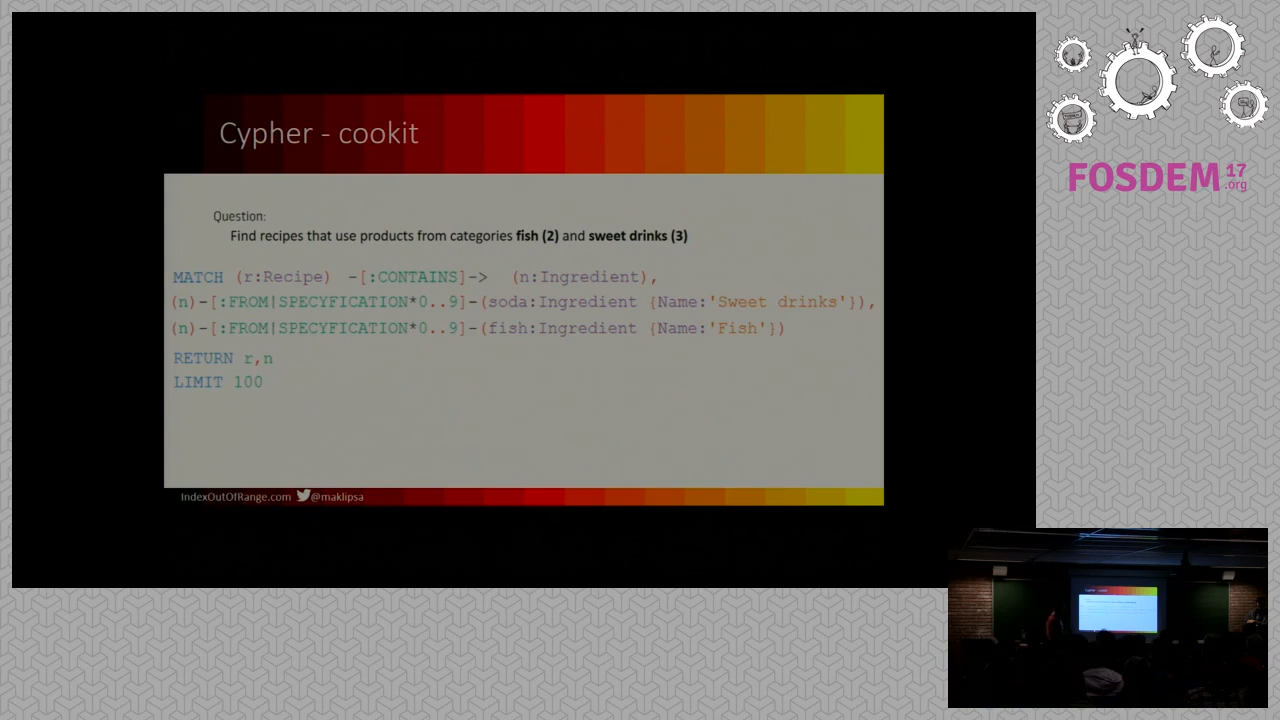 Cypher - cookit
Question:
Find recipes that use products from categories fish (2) and sweet drinks (3)
MATCH (r:Recipe) -[:CONTAINS]-> (n:Ingredient),
(n)-[:FROM|SPECYFICATION*0..9]-(soda:Ingredient {Name:'Sweet drinks'}),
(n)-[:FROM|SPECYFICATION*0..9]-(fish:Ingredient {Name:'Fish'})
RETURN r,n
LIMIT 100
IndexOutOfRange.com @maklipsa
FOSDEM 17
.org